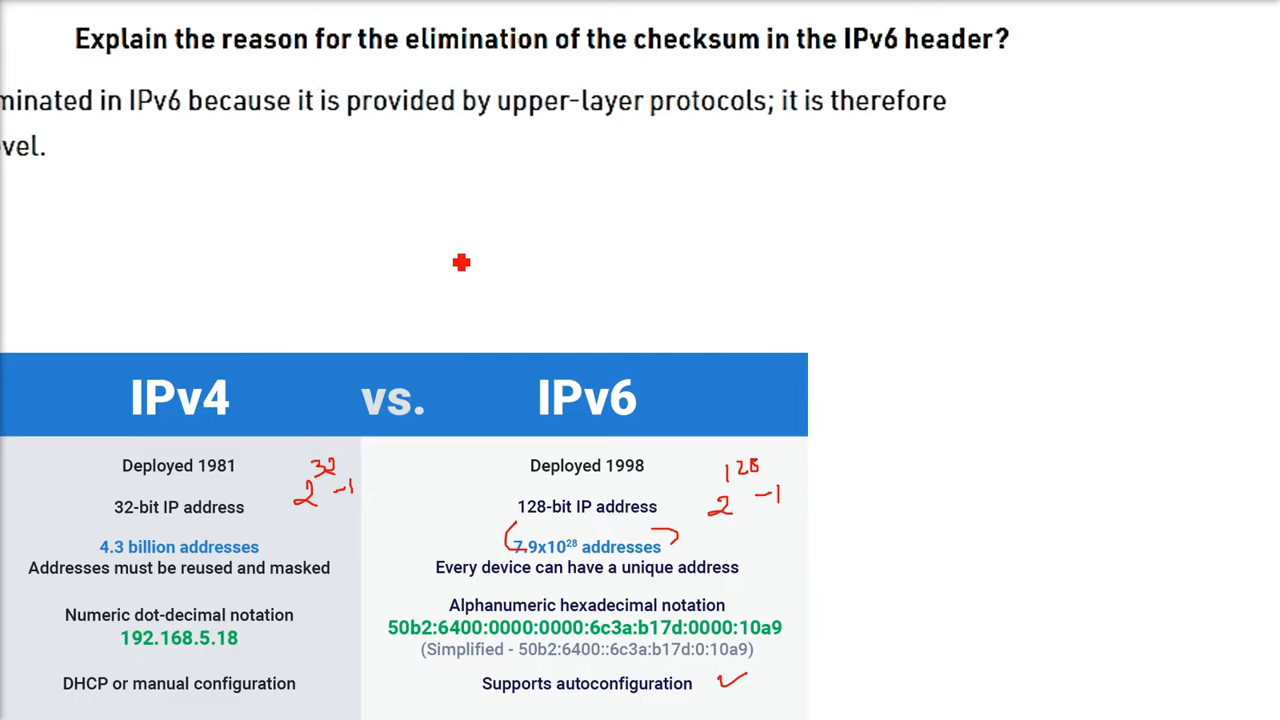 Explain the reason for the elimination of the checksum in the IPv6 header?
minated in IPv6 because it is provided by upper-layer protocols; it is therefore
vel.
IPv4 vs. IPv6
Deployed 1981
32
2 -1
32-bit IP address
4.3 billion addresses
Addresses must be reused and masked
Numeric dot-decimal notation
192.168.5.18
DHCP or manual configuration
Deployed 1998
128
2 -1
128-bit IP address
7.9x10²⁸ addresses
Every device can have a unique address
Alphanumeric hexadecimal notation
50b2:6400:0000:0000:6c3a:b17d:0000:10a9
(Simplified - 50b2:6400::6c3a:b17d:0:10a9)
Supports autoconfiguration